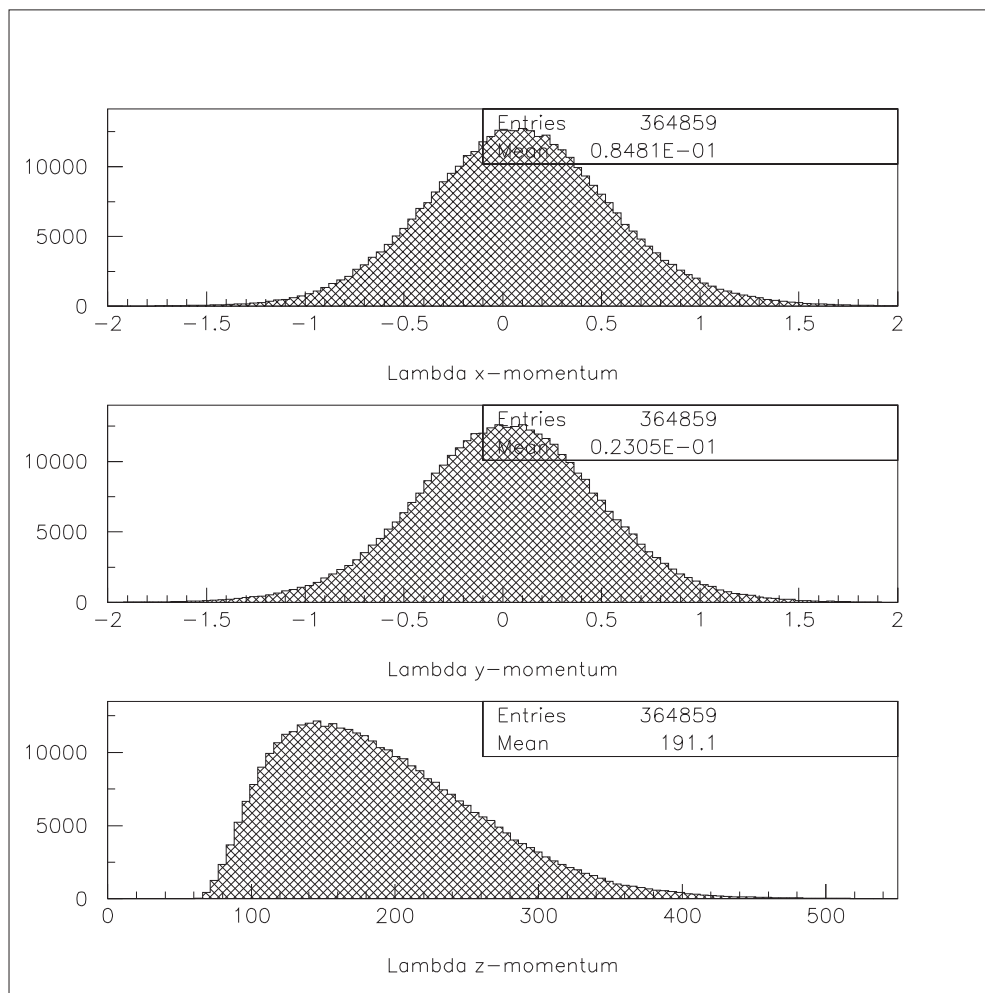 Entries 364859
Mean 0.8481E−01
10000
5000
0
−2 −1.5 −1 −0.5 0 0.5 1 1.5 2
Lambda x−momentum
Entries 364859
Mean 0.2305E−01
10000
5000
0
−2 −1.5 −1 −0.5 0 0.5 1 1.5 2
Lambda y−momentum
Entries 364859
Mean 191.1
10000
5000
0
0 100 200 300 400 500
Lambda z−momentum